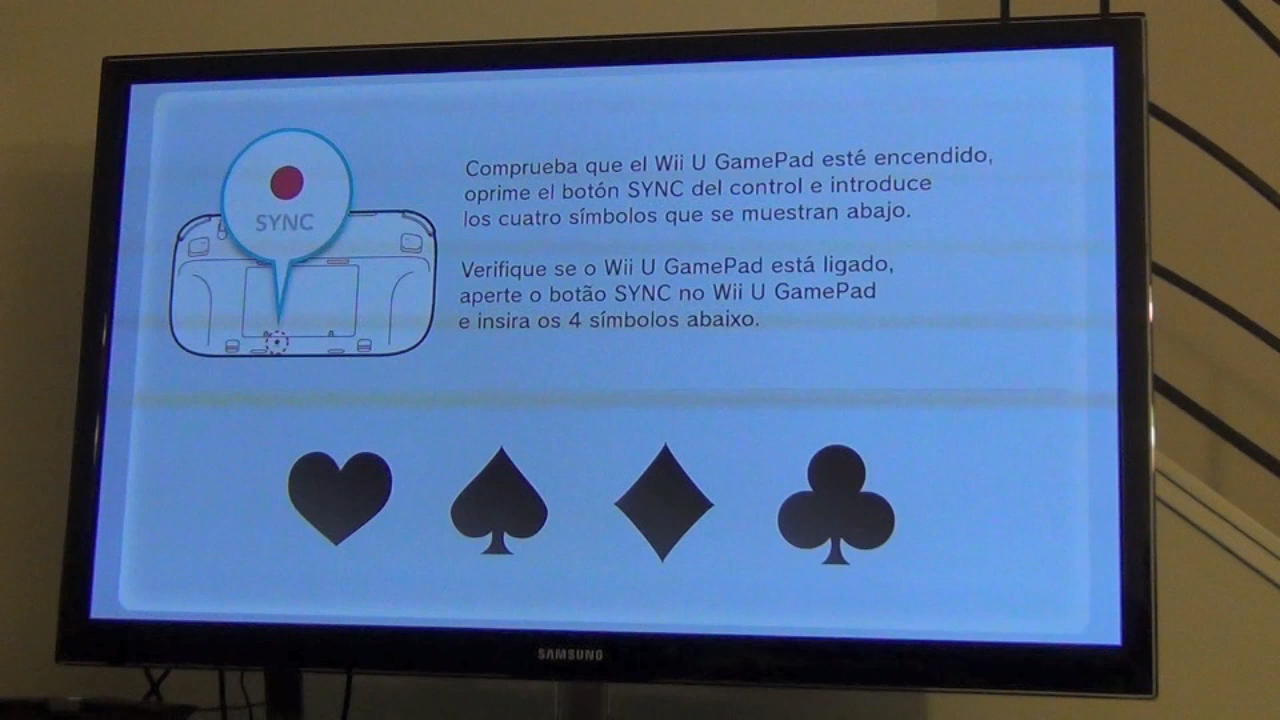 SYNC
Comprueba que el Wii U GamePad esté encendido,
oprime el botón SYNC del control e introduce
los cuatro símbolos que se muestran abajo.
Verifique se o Wii U GamePad está ligado,
aperte o botão SYNC no Wii U GamePad
e insira os 4 símbolos abaixo.
SAMSUNG